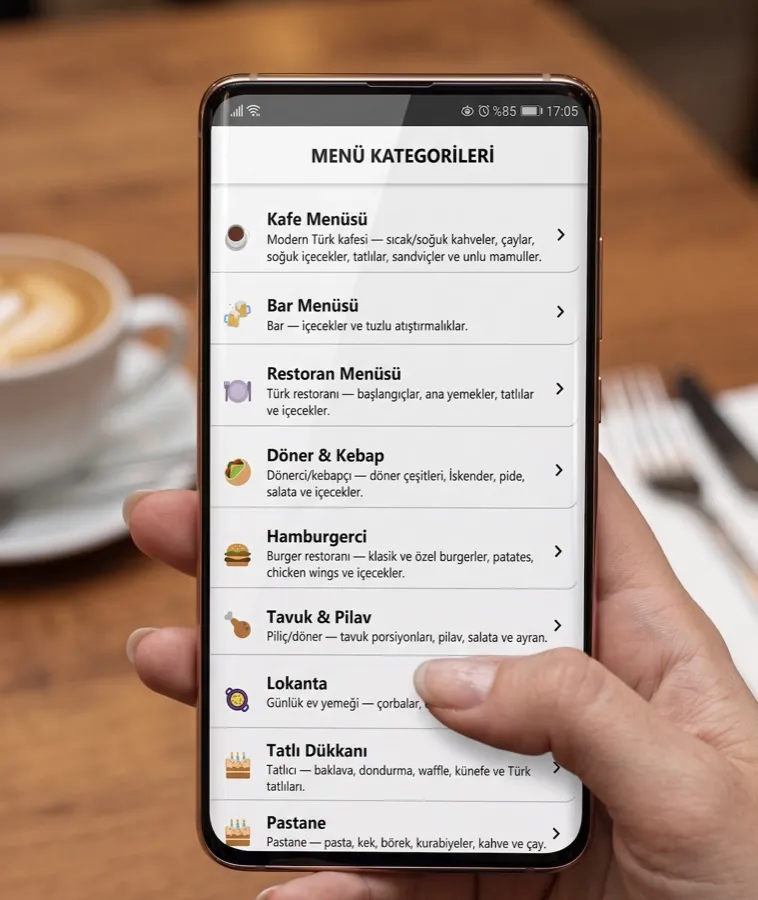 %85 17:05
MENÜ KATEGORİLERİ
Kafe Menüsü
Modern Türk kafesi — sıcak/soğuk kahveler, çaylar,
soğuk içecekler, tatlılar, sandviçler ve unlu mamuller.
Bar Menüsü
Bar — içecekler ve tuzlu atıştırmalıklar.
Restoran Menüsü
Türk restoranı — başlangıçlar, ana yemekler, tatlılar
ve içecekler.
Döner & Kebap
Dönerci/kebapçı — döner çeşitleri, İskender, pide,
salata ve içecekler.
Hamburgerci
Burger restoranı — klasik ve özel burgerler, patates,
chicken wings ve içecekler.
Tavuk & Pilav
Piliç/döner — tavuk porsiyonları, pilav, salata ve ayran.
Lokanta
Günlük ev yemeği — çorbalar,
Tatlı Dükkanı
Tatlıcı — baklava, dondurma, waffle, künefe ve Türk
tatlıları.
Pastane
Pastane — pasta, kek, börek, kurabiyeler, kahve ve çay.